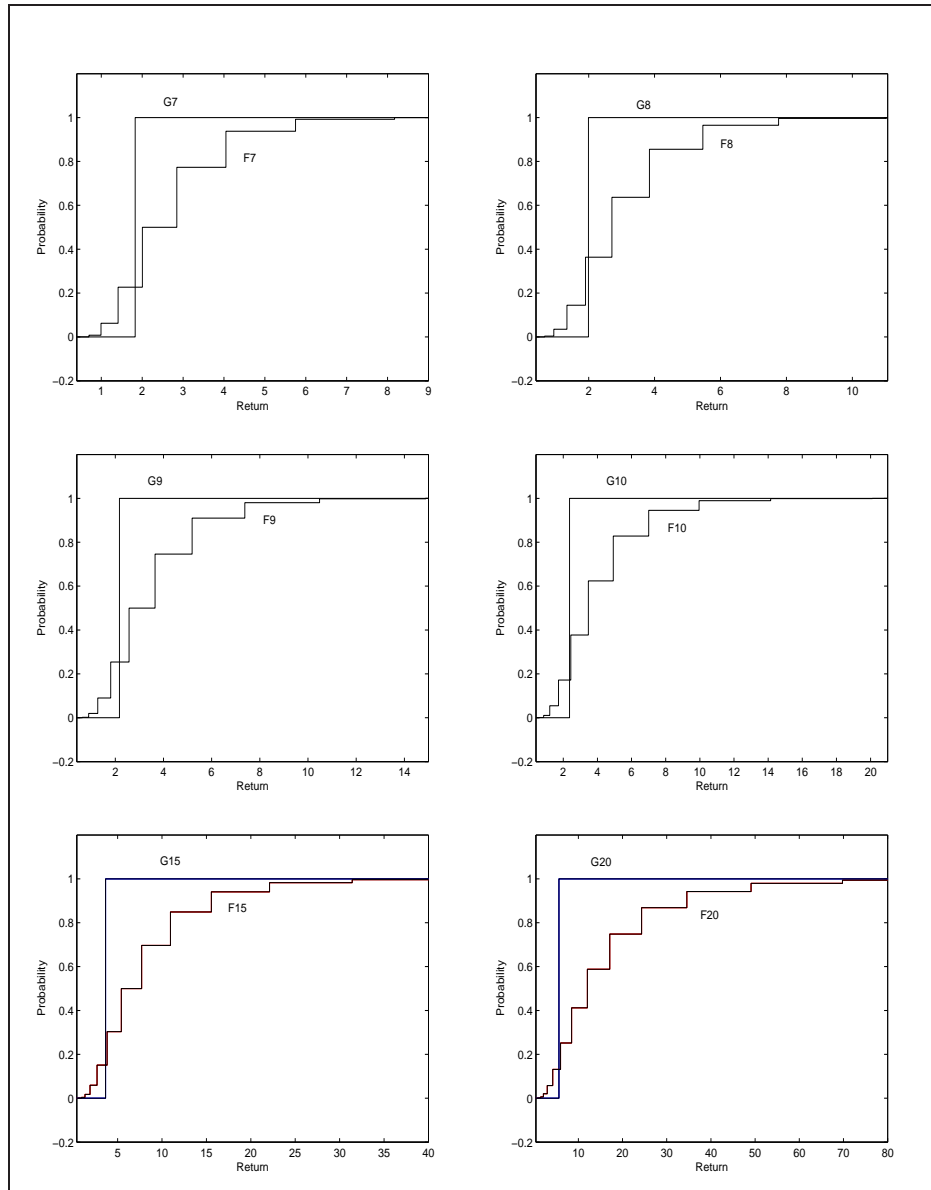 G7
F7
1
0.8
0.6
0.4
0.2
0
−0.2
Probability
1 2 3 4 5 6 7 8 9
Return
G8
F8
1
0.8
0.6
0.4
0.2
0
−0.2
Probability
2 4 6 8 10
Return
G9
F9
1
0.8
0.6
0.4
0.2
0
−0.2
Probability
2 4 6 8 10 12 14
Return
G10
F10
1
0.8
0.6
0.4
0.2
0
−0.2
Probability
2 4 6 8 10 12 14 16 18 20
Return
G15
F15
1
0.8
0.6
0.4
0.2
0
−0.2
Probability
5 10 15 20 25 30 35 40
Return
G20
F20
1
0.8
0.6
0.4
0.2
0
−0.2
Probability
10 20 30 40 50 60 70 80
Return